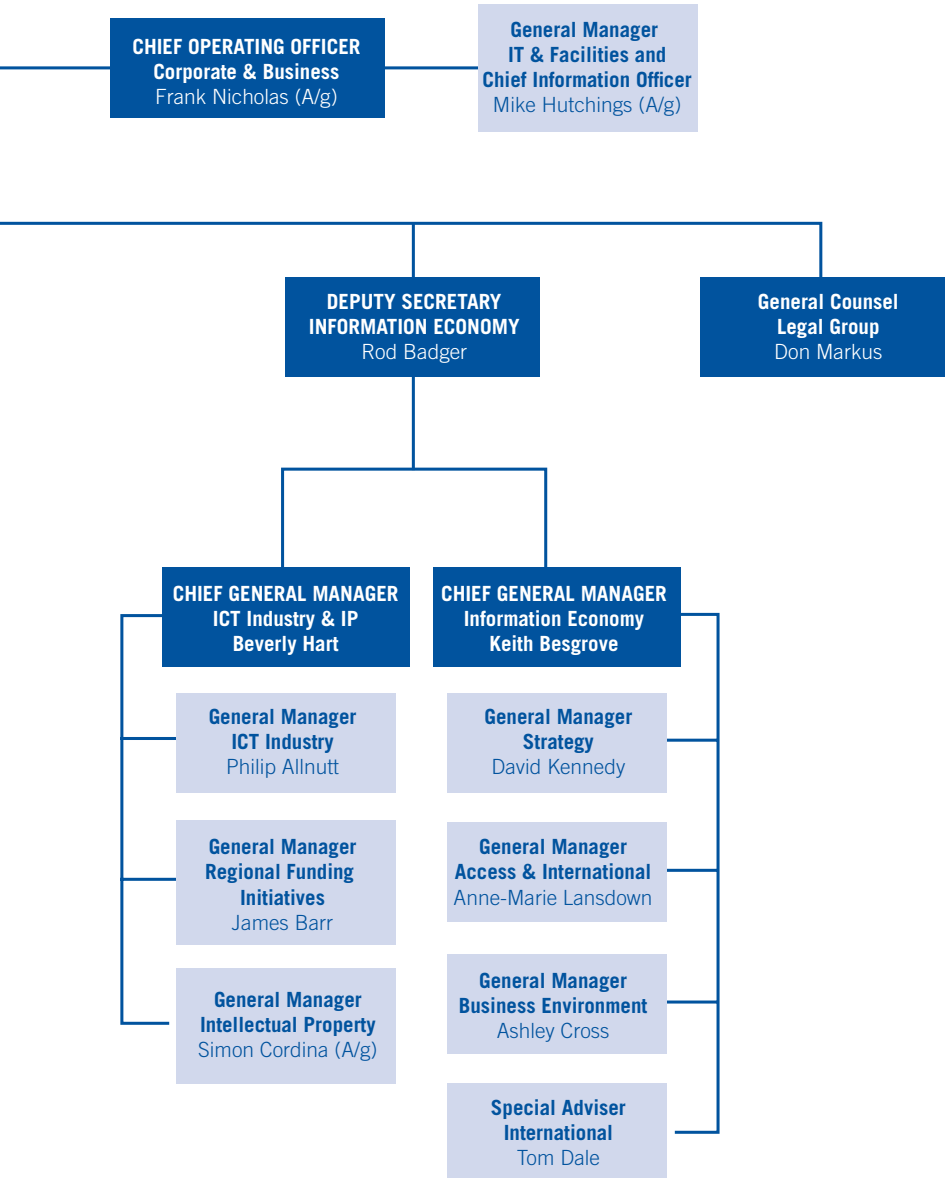 CHIEF OPERATING OFFICER
Corporate & Business
Frank Nicholas (A/g)
General Manager
IT & Facilities and
Chief Information Officer
Mike Hutchings (A/g)
DEPUTY SECRETARY
INFORMATION ECONOMY
Rod Badger
General Counsel
Legal Group
Don Markus
CHIEF GENERAL MANAGER
ICT Industry & IP
Beverly Hart
General Manager
ICT Industry
Philip Allnutt
General Manager
Regional Funding
Initiatives
James Barr
General Manager
Intellectual Property
Simon Cordina (A/g)
CHIEF GENERAL MANAGER
Information Economy
Keith Besgrove
General Manager
Strategy
David Kennedy
General Manager
Access & International
Anne-Marie Lansdown
General Manager
Business Environment
Ashley Cross
Special Adviser
International
Tom Dale